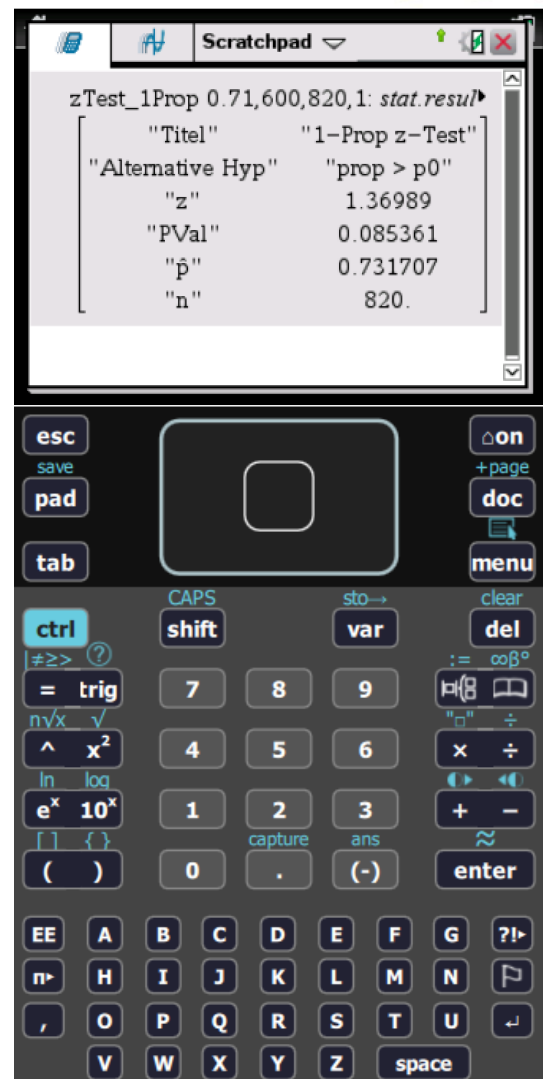 Scratchpad
zTest_1Prop 0.71,600,820,1: stat.resul
"Titel" "1-Prop z-Test"
"Alternative Hyp" "prop > p0"
"z" 1.36989
"PVal" 0.085361
"p̂" 0.731707
"n" 820.
esc on
save +page
pad doc
tab menu
CAPS sto→ clear
ctrl shift var del
|≠≥> ? := ∞β°
= trig 7 8 9
n√x √ "□" ÷
^ x² 4 5 6 × ÷
ln log
eˣ 10ˣ 1 2 3 + −
[ ] { } capture ans ≈
( ) 0 . (-) enter
EE A B C D E F G ?!▸
π▸ H I J K L M N
, O P Q R S T U ↵
V W X Y Z space